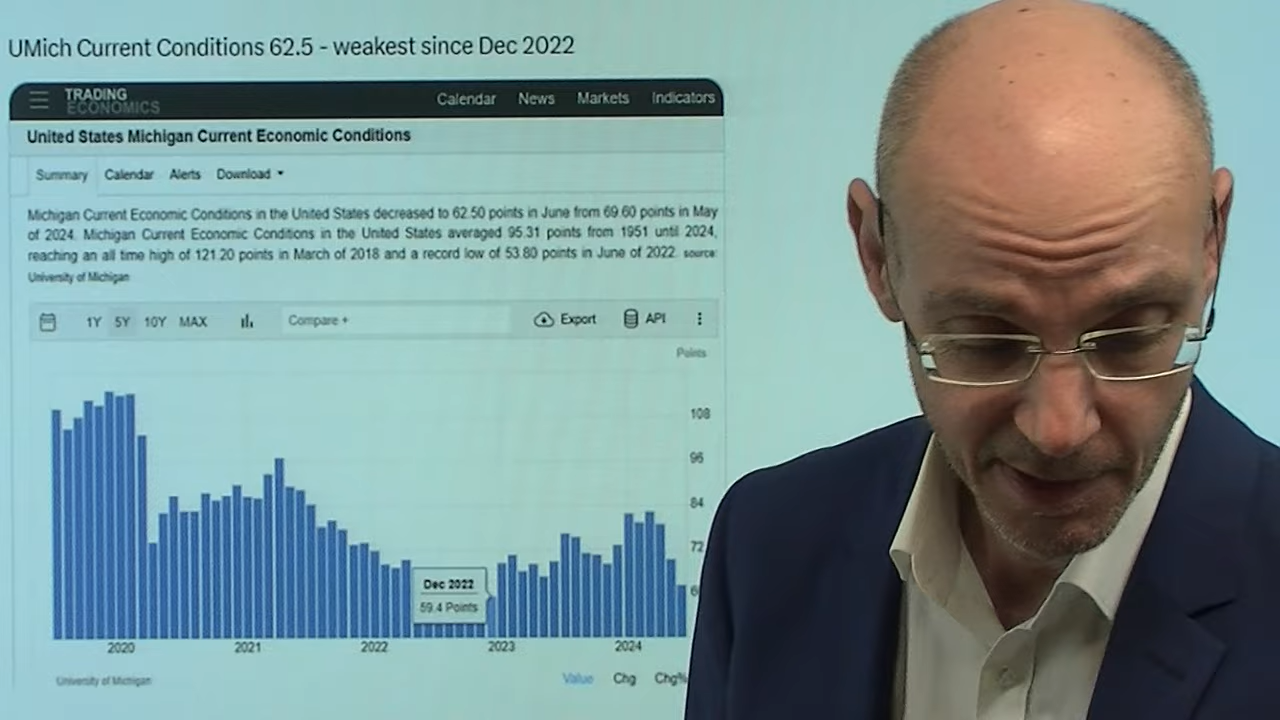 UMich Current Conditions 62.5 - weakest since Dec 2022
TRADING
ECONOMICS
Calendar News Markets Indicators
United States Michigan Current Economic Conditions
Summary Calendar Alerts Download
Michigan Current Economic Conditions in the United States decreased to 62.50 points in June from 69.60 points in May
of 2024. Michigan Current Economic Conditions in the United States averaged 95.31 points from 1951 until 2024,
reaching an all time high of 121.20 points in March of 2018 and a record low of 53.80 points in June of 2022. source:
University of Michigan
1Y 5Y 10Y MAX Compare + Export API
Points
108
96
84
72
Dec 2022
59.4 Points
2020 2021 2022 2023 2024
University of Michigan
Value Chg Chg%